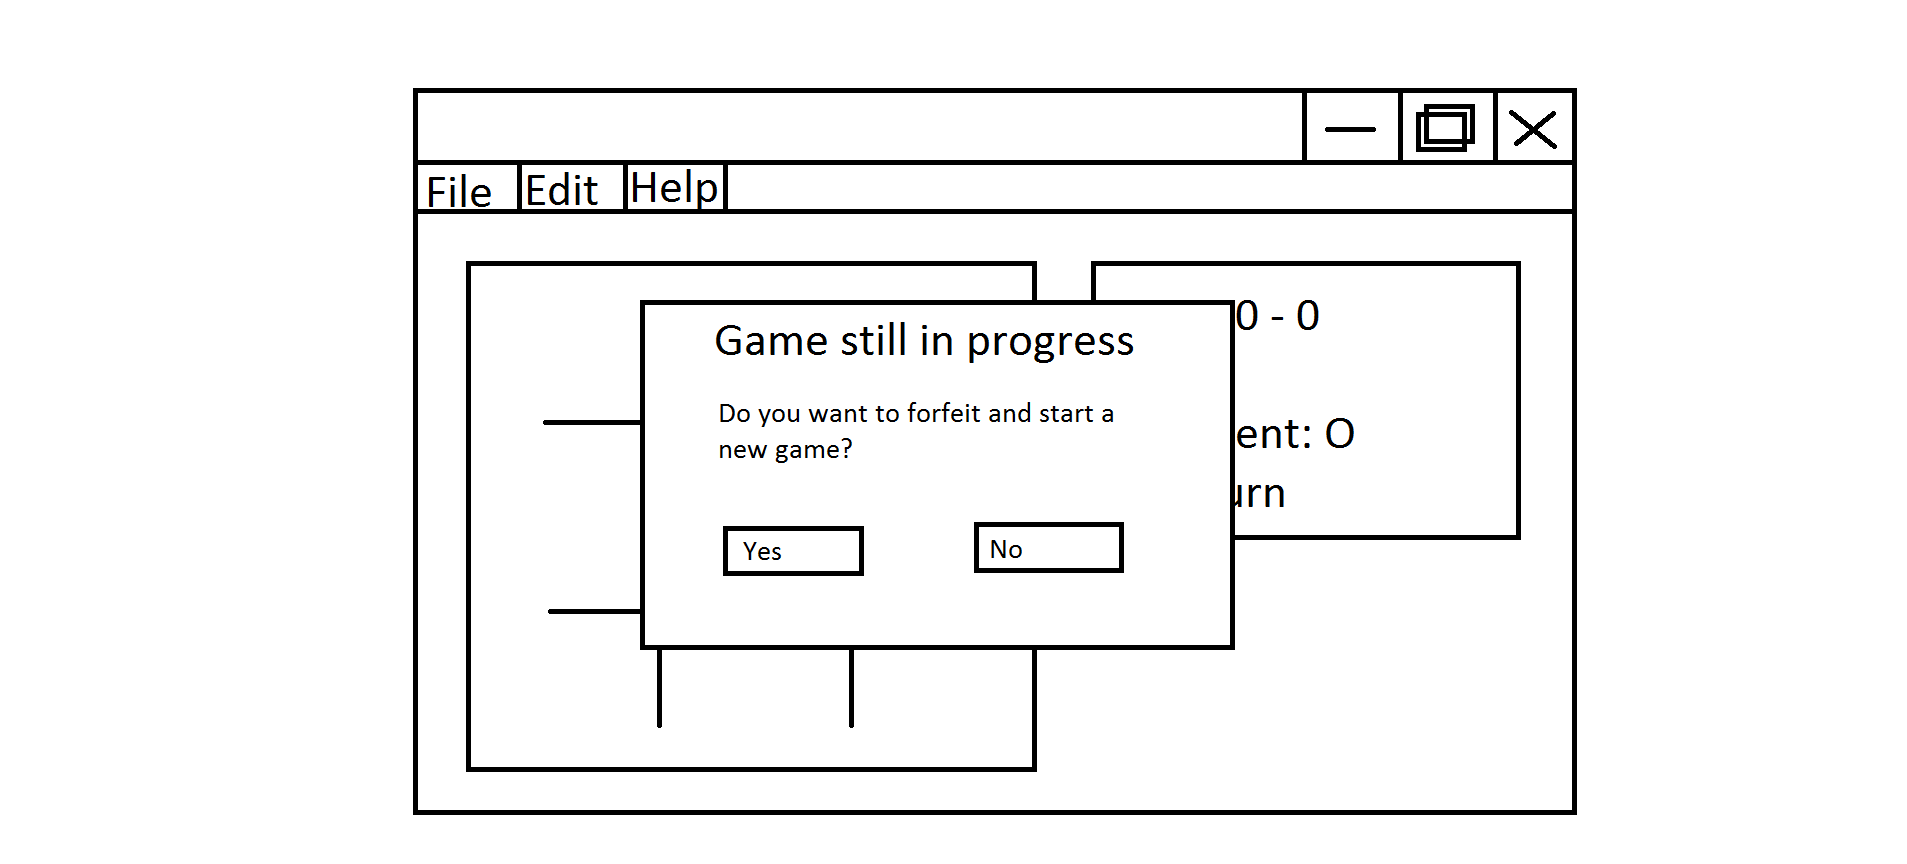 File Edit Help
0 - 0
Game still in progress
Do you want to forfeit and start a
new game?
ent: O
urn
Yes
No